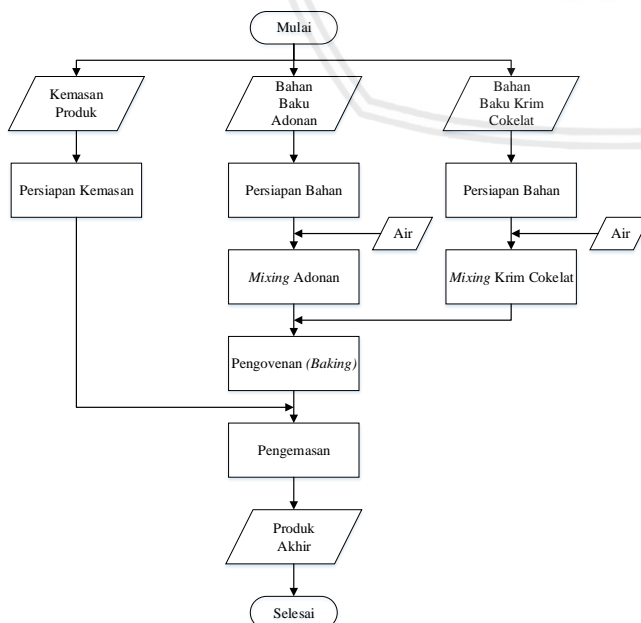 Mulai
Kemasan
Produk
Bahan
Baku
Adonan
Bahan
Baku Krim
Cokelat
Persiapan Kemasan
Persiapan Bahan
Persiapan Bahan
Air
Air
Mixing Adonan
Mixing Krim Cokelat
Pengovenan (Baking)
Pengemasan
Produk
Akhir
Selesai